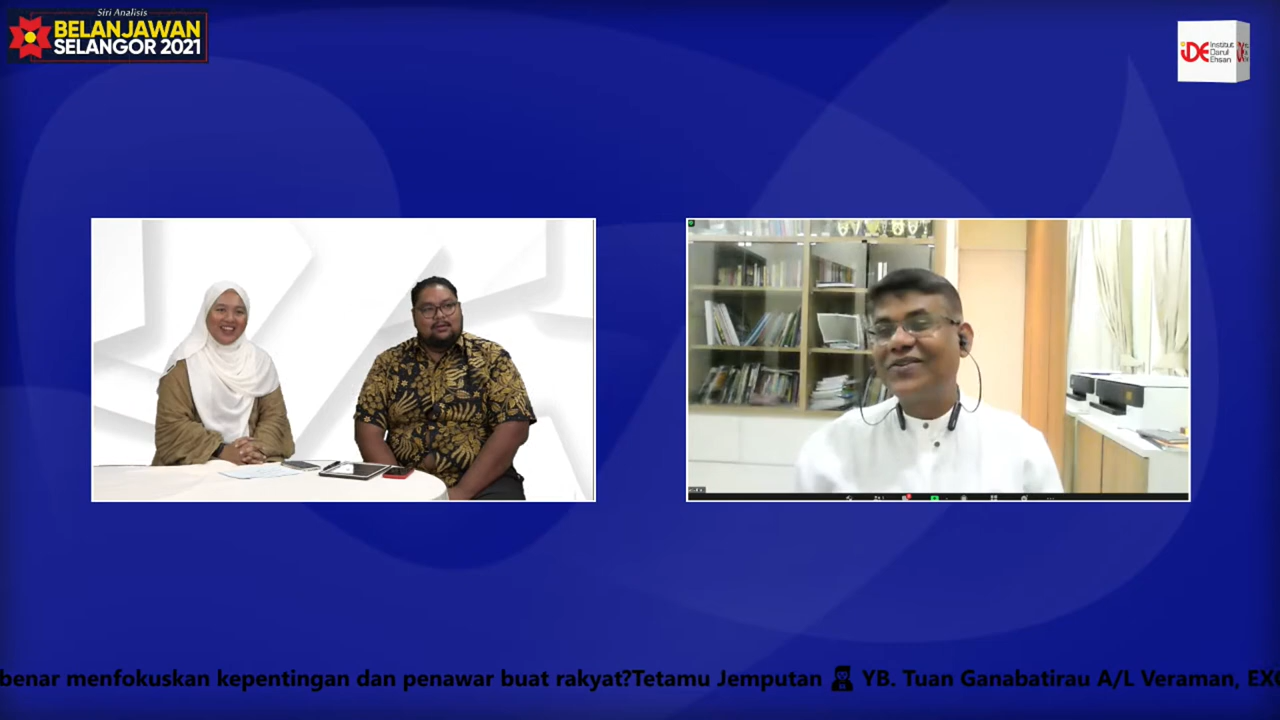 Siri Analisis
BELANJAWAN
SELANGOR 2021
iDE Institut
Darul
Ehsan
benar menfokuskan kepentingan dan penawar buat rakyat?Tetamu Jemputan YB. Tuan Ganabatirau A/L Veraman, EXC